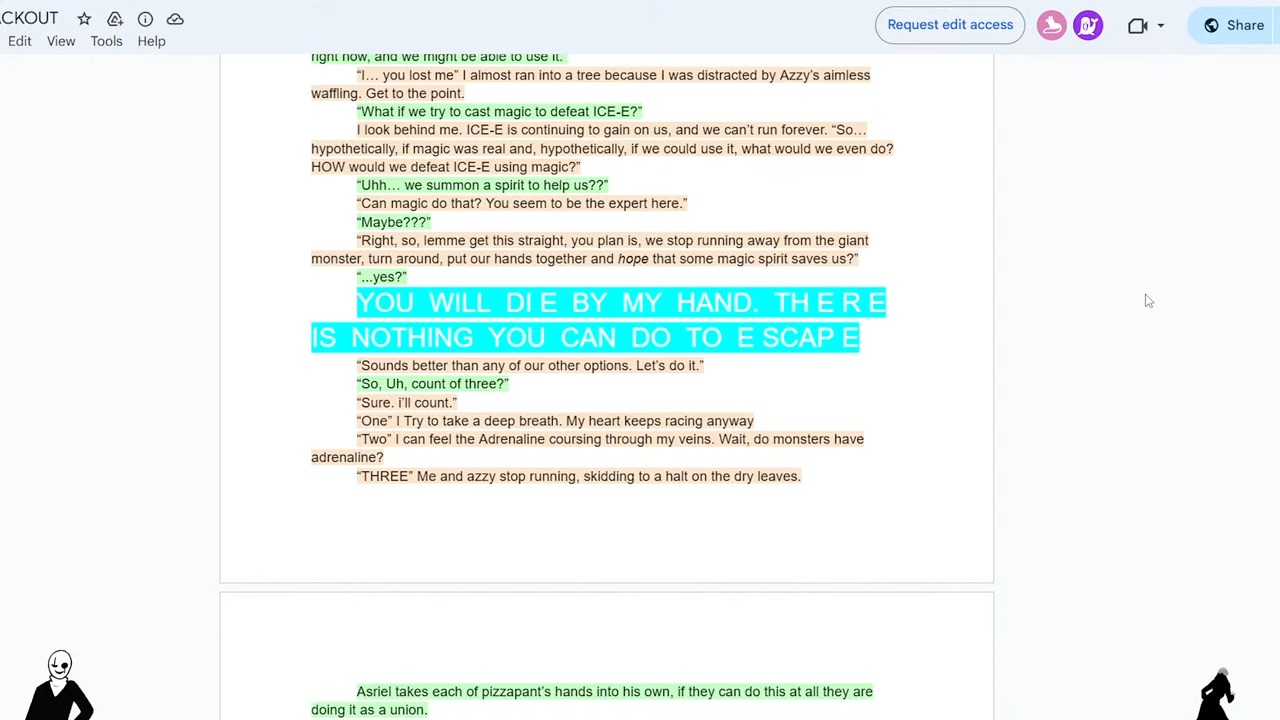 CKOUT
Request edit access
Share
Edit View Tools Help
right now, and we might be able to use it.
“I… you lost me” I almost ran into a tree because I was distracted by Azzy’s aimless
waffling. Get to the point.
“What if we try to cast magic to defeat ICE-E?”
I look behind me. ICE-E is continuing to gain on us, and we can’t run forever. “So…
hypothetically, if magic was real and, hypothetically, if we could use it, what would we even do?
HOW would we defeat ICE-E using magic?”
“Uhh… we summon a spirit to help us??”
“Can magic do that? You seem to be the expert here.”
“Maybe???”
“Right, so, lemme get this straight, you plan is, we stop running away from the giant
monster, turn around, put our hands together and hope that some magic spirit saves us?”
“...yes?”
YOU WILL DI E BY MY HAND. TH E R E
IS NOTHING YOU CAN DO TO E SCAP E
“Sounds better than any of our other options. Let’s do it.”
“So, Uh, count of three?”
“Sure. i’ll count.”
“One” I Try to take a deep breath. My heart keeps racing anyway
“Two” I can feel the Adrenaline coursing through my veins. Wait, do monsters have
adrenaline?
“THREE” Me and azzy stop running, skidding to a halt on the dry leaves.
Asriel takes each of pizzapant’s hands into his own, if they can do this at all they are
doing it as a union.